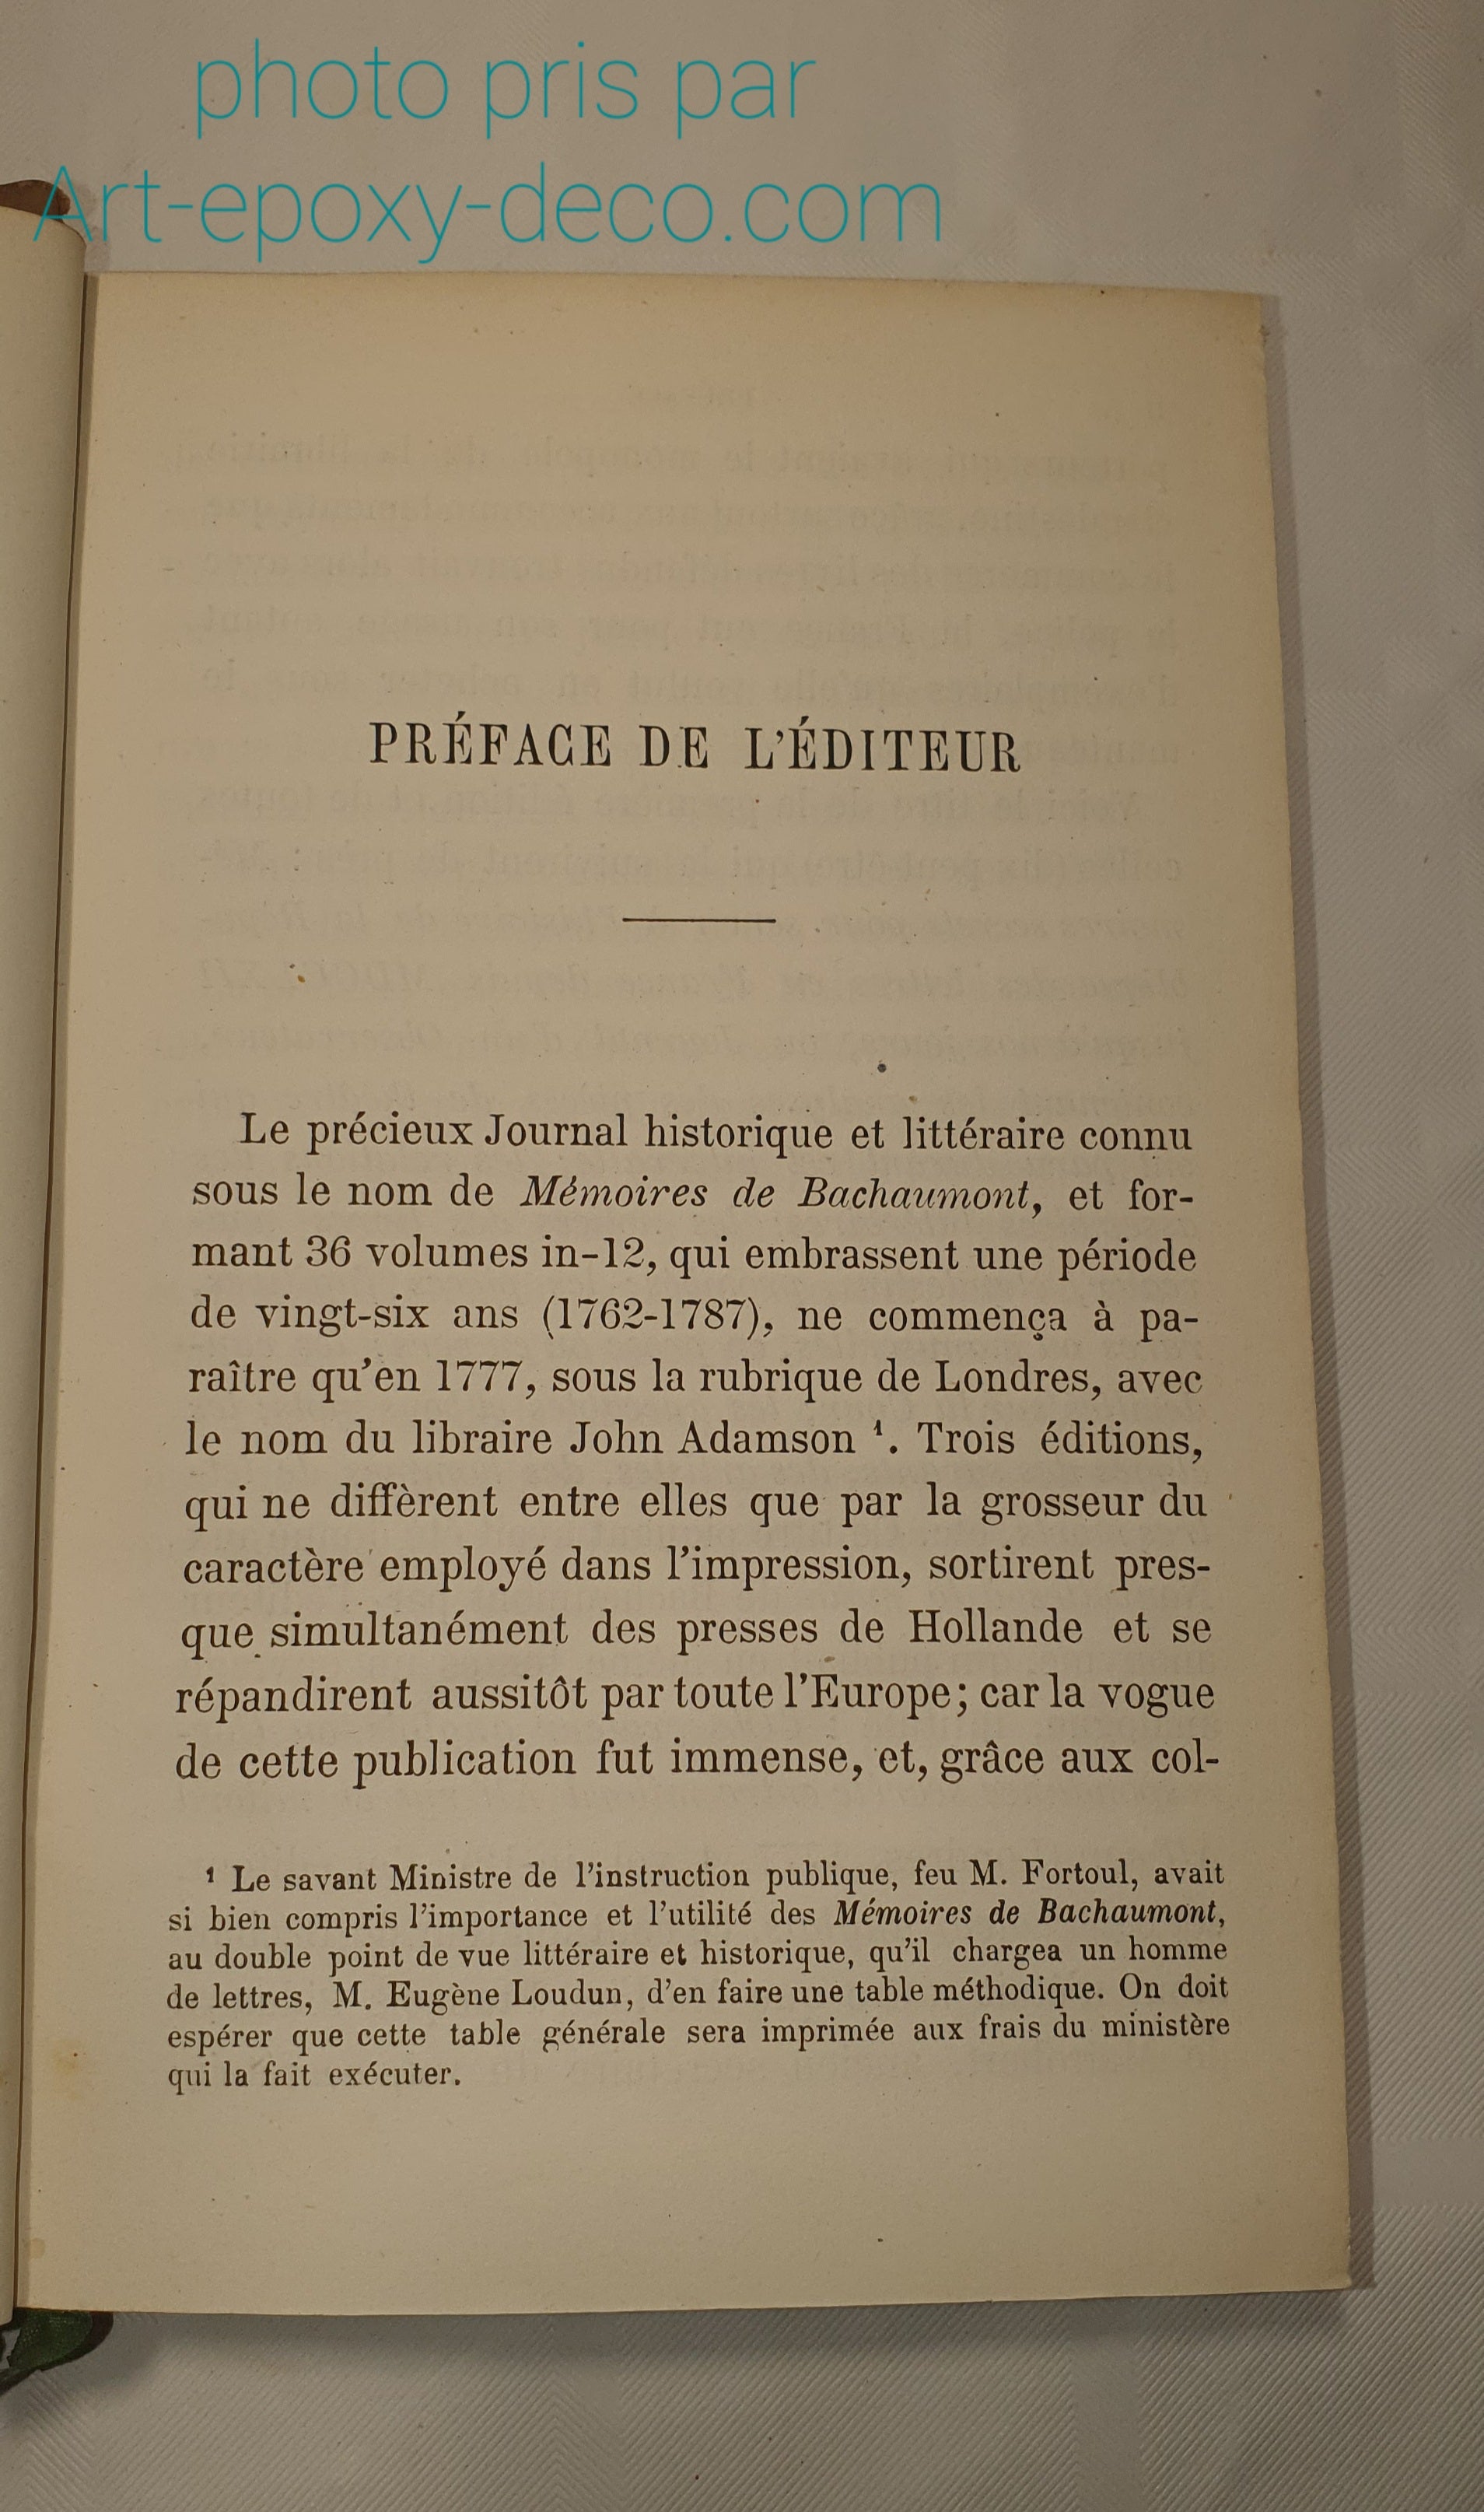 photo pris par
Art-epoxy-deco.com
PRÉFACE DE L'ÉDITEUR
Le précieux Journal historique et littéraire connu
sous le nom de Mémoires de Bachaumont, et for-
mant 36 volumes in-12, qui embrassent une période
de vingt-six ans (1762-1787), ne commença à pa-
raître qu'en 1777, sous la rubrique de Londres, avec
le nom du libraire John Adamson ¹. Trois éditions,
qui ne diffèrent entre elles que par la grosseur du
caractère employé dans l'impression, sortirent pres-
que simultanément des presses de Hollande et se
répandirent aussitôt par toute l'Europe; car la vogue
de cette publication fut immense, et, grâce aux col-
¹ Le savant Ministre de l'instruction publique, feu M. Fortoul, avait
si bien compris l'importance et l'utilité des Mémoires de Bachaumont,
au double point de vue littéraire et historique, qu'il chargea un homme
de lettres, M. Eugène Loudun, d'en faire une table méthodique. On doit
espérer que cette table générale sera imprimée aux frais du ministère
qui la fait exécuter.